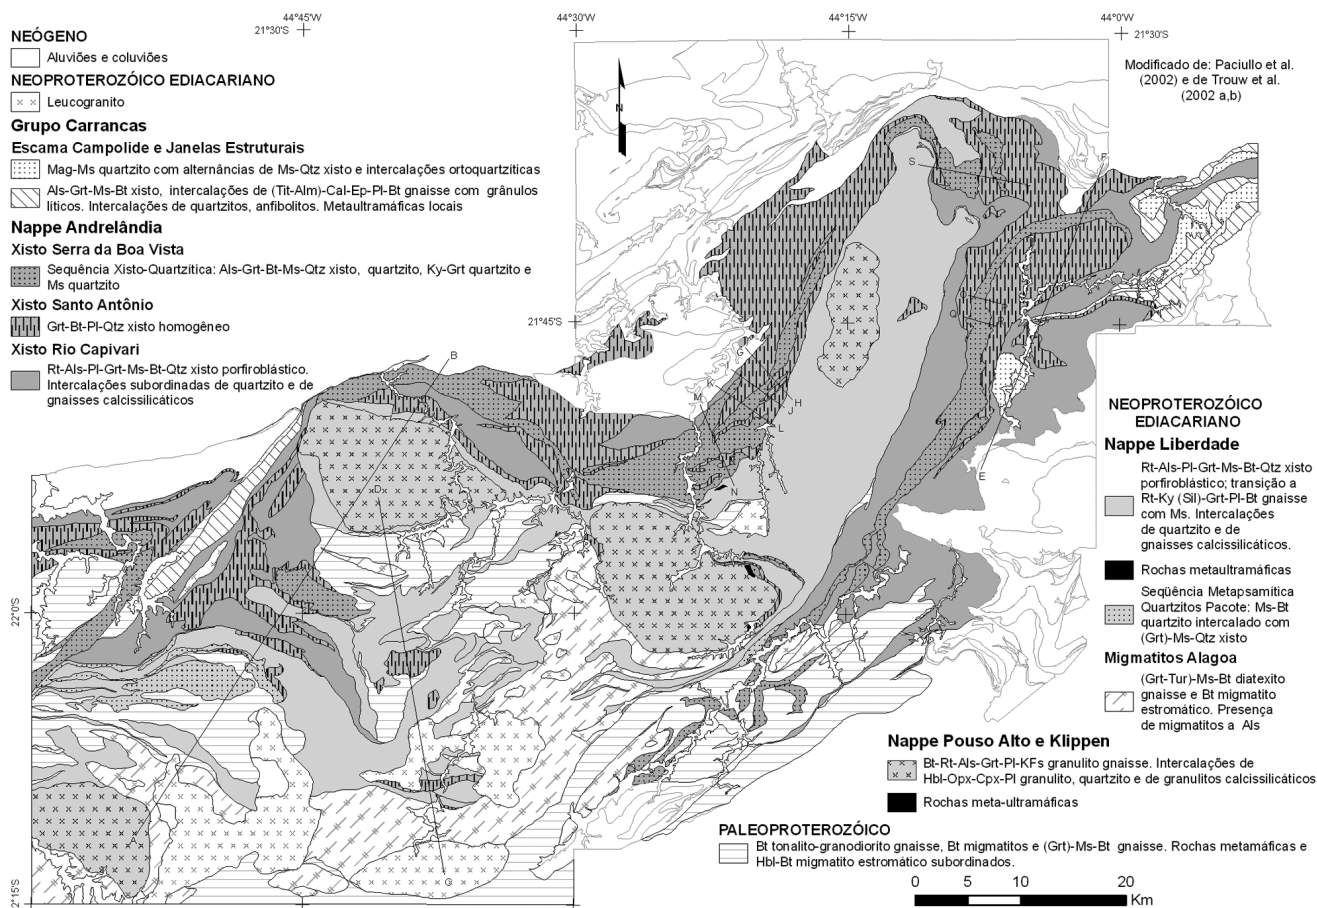 44°45'W
44°30'W
44°15'W
44°0'W
21°30'S
21°30'S
NEÓGENO
Aluviões e coluviões
NEOPROTEROZÓICO EDIACARIANO
Leucogranito
Grupo Carrancas
Escama Campolide e Janelas Estruturais
Mag-Ms quartzito com alternâncias de Ms-Qtz xisto e intercalações ortoquartzíticas
Als-Grt-Ms-Bt xisto, intercalações de (Tit-Alm)-Cal-Ep-Pl-Bt gnaisse com grânulos
líticos. Intercalações de quartzitos, anfibolitos. Metaultramáficas locais
Nappe Andrelândia
Xisto Serra da Boa Vista
Sequência Xisto-Quartzítica: Als-Grt-Bt-Ms-Qtz xisto, quartzito, Ky-Grt quartzito e
Ms quartzito
Xisto Santo Antônio
Grt-Bt-Pl-Qtz xisto homogêneo
Xisto Rio Capivari
Rt-Als-Pl-Grt-Ms-Bt-Qtz xisto porfiroblástico.
Intercalações subordinadas de quartzito e de
gnaisses calcissilicáticos
N
Modificado de: Paciullo et al.
(2002) e de Trouw et al.
(2002 a,b)
S
F
21°45'S
G
B
K
M
H
J
L
N
E
D
22°0'S
A
C
22°15'S
NEOPROTEROZÓICO
EDIACARIANO
Nappe Liberdade
Rt-Als-Pl-Grt-Ms-Bt-Qtz xisto
porfiroblástico; transição a
Rt-Ky (Sil)-Grt-Pl-Bt gnaisse
com Ms. Intercalações
de quartzito e de
gnaisses calcissilicáticos.
Rochas metaultramáficas
Seqüência Metapsamítica
Quartzitos Pacote: Ms-Bt
quartzito intercalado com
(Grt)-Ms-Qtz xisto
Migmatitos Alagoa
(Grt-Tur)-Ms-Bt diatexito
gnaisse e Bt migmatito
estromático. Presença
de migmatitos a Als
Nappe Pouso Alto e Klippen
Bt-Rt-Als-Grt-Pl-KFs granulito gnaisse. Intercalações de
Hbl-Opx-Cpx-Pl granulito, quartzito e de granulitos calcissilicáticos
Rochas meta-ultramáficas
PALEOPROTEROZÓICO
Bt tonalito-granodiorito gnaisse, Bt migmatitos e (Grt)-Ms-Bt gnaisse. Rochas metamáficas e
Hbl-Bt migmatito estromático subordinados.
0 5 10 20
Km